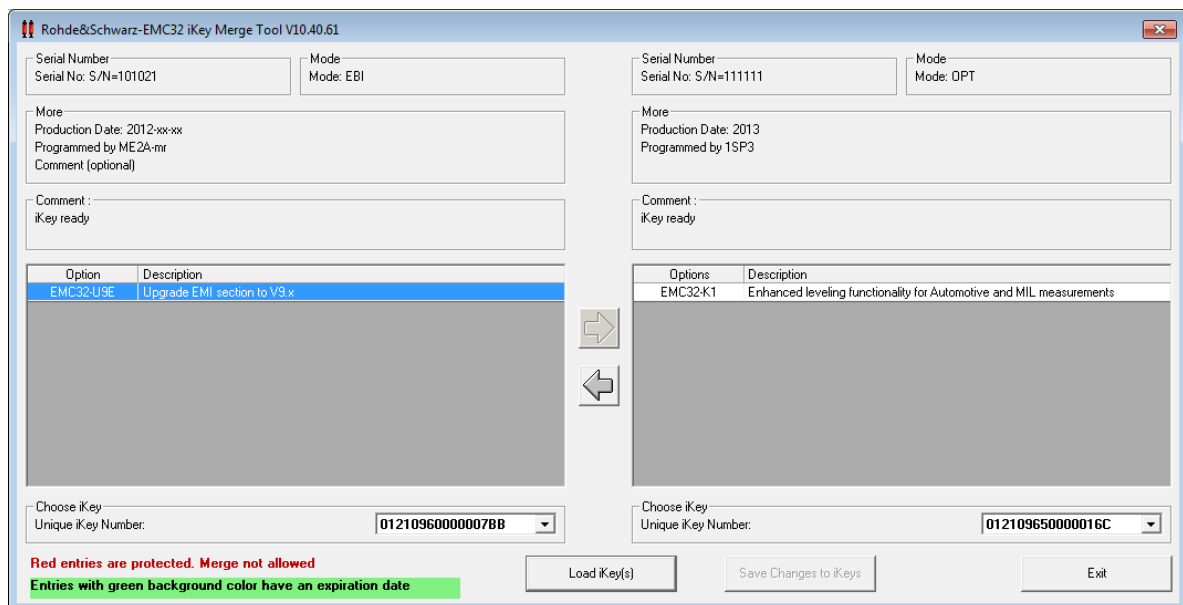 Rohde&Schwarz-EMC32 iKey Merge Tool V10.40.61
Serial Number
Serial No: S/N=101021
Mode
Mode: EBI
More
Production Date: 2012-xx-xx
Programmed by ME2A-mr
Comment (optional)
Comment :
iKey ready
Option Description
EMC32-U9E Upgrade EMI section to V9.x
Choose iKey
Unique iKey Number: 01210960000007BB
Serial Number
Serial No: S/N=111111
Mode
Mode: OPT
More
Production Date: 2013
Programmed by 1SP3
Comment :
iKey ready
Options Description
EMC32-K1 Enhanced leveling functionality for Automotive and MIL measurements
Choose iKey
Unique iKey Number: 012109650000016C
Red entries are protected. Merge not allowed
Entries with green background color have an expiration date
Load iKey(s)
Save Changes to iKeys
Exit